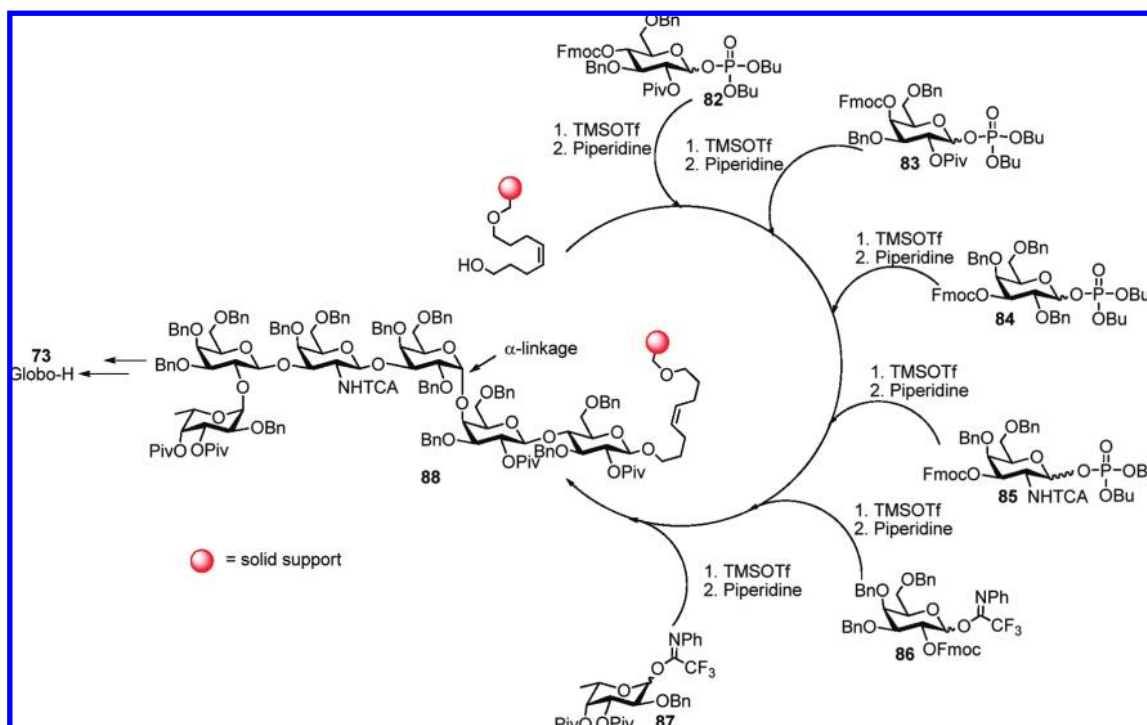 OBn
FmocO
BnO
O
O
P
O
OBu
OBu
PivO
82
1. TMSOTf
2. Piperidine
1. TMSOTf
2. Piperidine
OBn
FmocO
O
BnO
O
P
O
OBu
OBu
OPiv
83
O
HO
1. TMSOTf
2. Piperidine
BnO
OBn
O
FmocO
O
P
O
OBu
OBu
OBn
84
BnO
OBn
O
BnO
O
BnO
OBn
O
O
NHTCA
BnO
OBn
O
BnO
O
α-linkage
73
Globo-H
O
O
OBn
PivO
OPiv
OBn
O
BnO
OPiv
O
OBn
O
BnO
OPiv
O
O
88
1. TMSOTf
2. Piperidine
BnO
OBn
O
FmocO
NHTCA
O
P
O
OBu
85
1. TMSOTf
2. Piperidine
= solid support
1. TMSOTf
2. Piperidine
BnO
OBn
O
BnO
OFmoc
O
NPh
CF3
86
NPh
O
CF3
O
OBn
PivO
OPiv
87